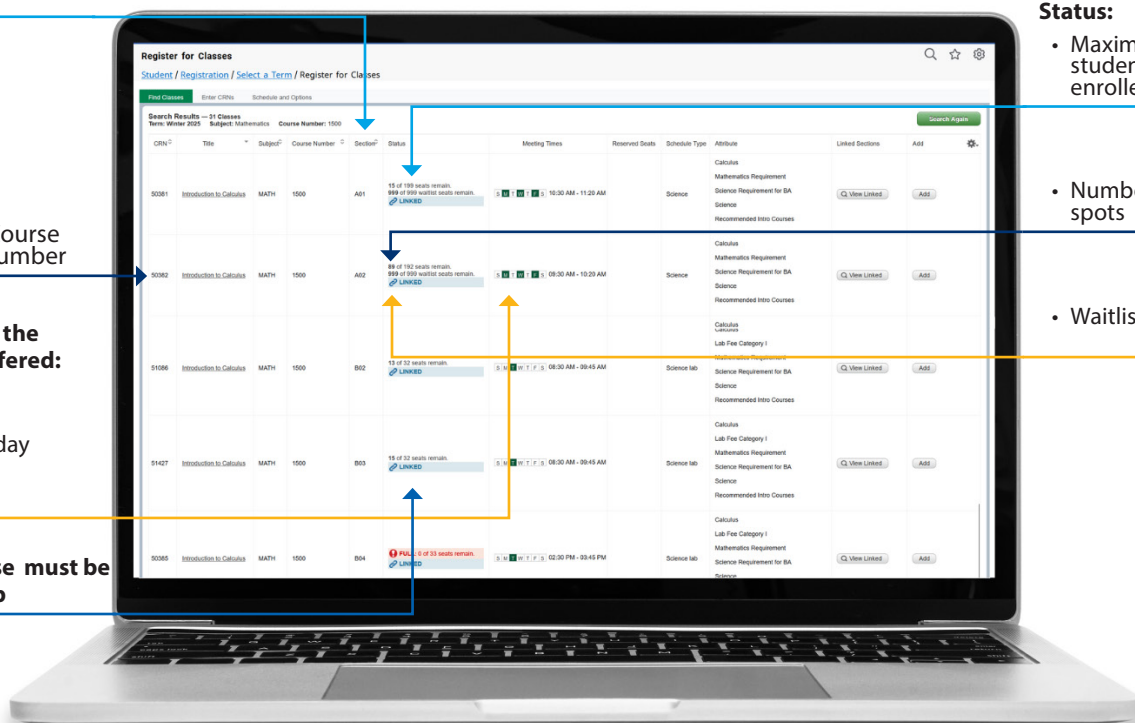 Status:
• Maxim
studen
enrolle
Register for Classes
Student / Registration / Select a Term / Register for Classes
Find Classes Enter CRNs Schedule and Options
Search Results — 31 Classes
Term: Winter 2025 Subject: Mathematics Course Number: 1500
Search Again
CRN Title Subject Course Number Section Status Meeting Times Reserved Seats Schedule Type Attribute Linked Sections Add
50381 Introduction to Calculus MATH 1500 A01
15 of 199 seats remain.
999 of 999 waitlist seats remain.
LINKED
S M T W T F S 10:30 AM - 11:20 AM
Science
Calculus
Mathematics Requirement
Science Requirement for BA
Science
Recommended Intro Courses
View Linked Add
• Numbe
spots
ourse
umber
50382 Introduction to Calculus MATH 1500 A02
89 of 192 seats remain.
999 of 999 waitlist seats remain.
LINKED
S M T W T F S 09:30 AM - 10:20 AM
Science
Calculus
Mathematics Requirement
Science Requirement for BA
Science
Recommended Intro Courses
View Linked Add
• Waitlis
the
ffered:
51086 Introduction to Calculus MATH 1500 B02
13 of 32 seats remain.
LINKED
S M T W T F S 08:30 AM - 09:45 AM
Science lab
Calculus
Lab Fee Category I
Mathematics Requirement
Science Requirement for BA
Science
Recommended Intro Courses
View Linked Add
day
51427 Introduction to Calculus MATH 1500 B03
15 of 32 seats remain.
LINKED
S M T W T F S 08:30 AM - 09:45 AM
Science lab
Calculus
Lab Fee Category I
Mathematics Requirement
Science Requirement for BA
Science
Recommended Intro Courses
View Linked Add
se must be
50385 Introduction to Calculus MATH 1500 B04
FULL: 0 of 33 seats remain.
LINKED
S M T W T F S 02:30 PM - 03:45 PM
Science lab
Calculus
Lab Fee Category I
Mathematics Requirement
Science Requirement for BA
Science
View Linked Add